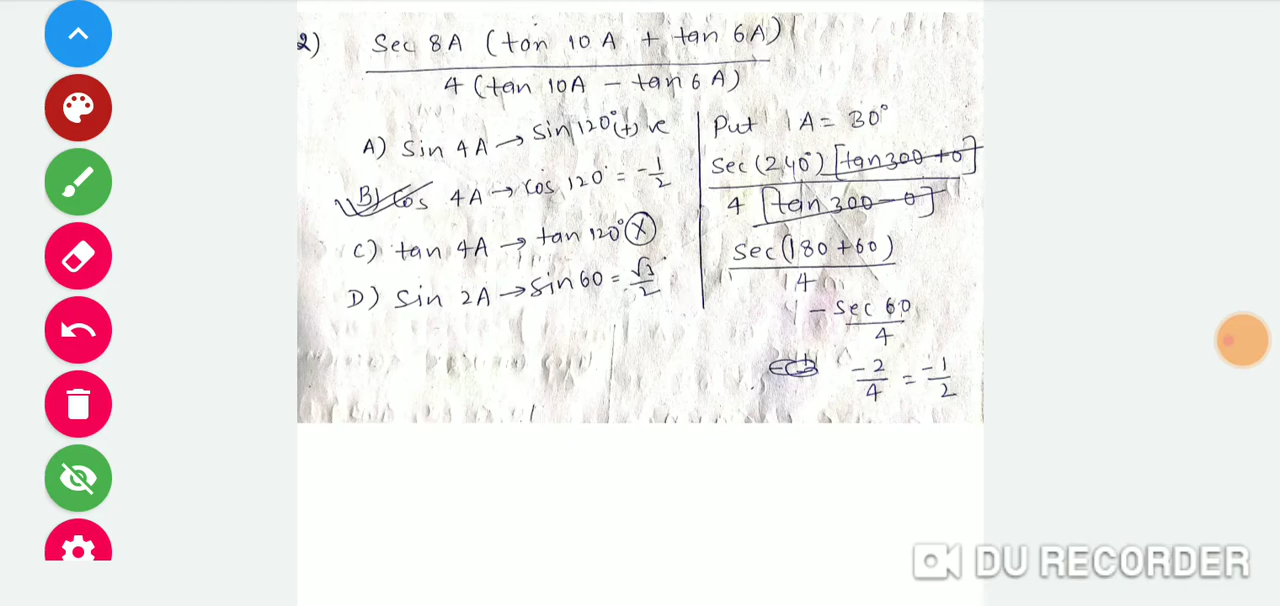 2) Sec 8A (tan 10A + tan 6A)
4 (tan 10A - tan 6A)
A) Sin 4A → Sin 120° (+) ve
B) Cos 4A → Cos 120° = -1/2
C) tan 4A → tan 120° (X)
D) Sin 2A → Sin 60 = √3/2
Put A = 30°
Sec (240°) [tan 300 + 0]
4 [tan 300 - 0]
Sec (180 + 60)
4
- Sec 60
4
-2/4 = -1/2
DU RECORDER